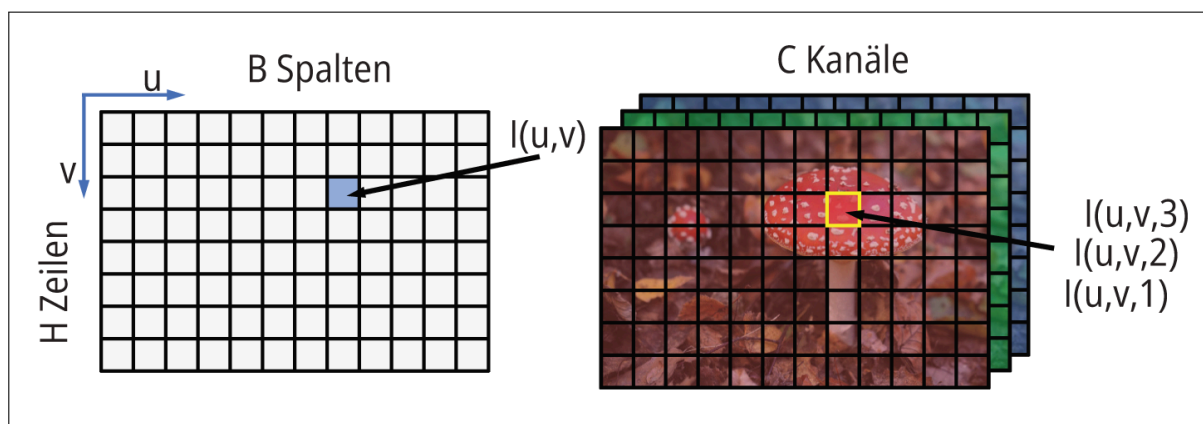 B Spalten
u
v
H Zeilen
I(u,v)
C Kanäle
I(u,v,3)
I(u,v,2)
I(u,v,1)